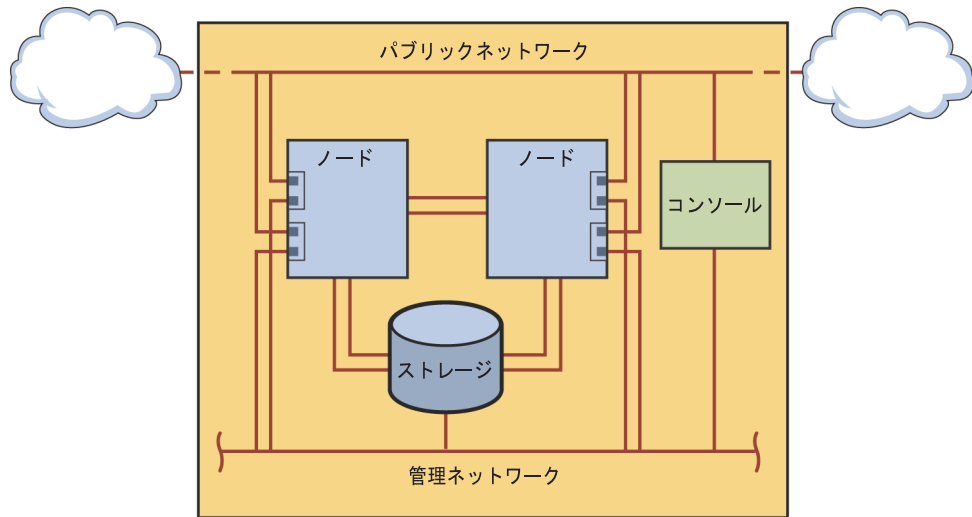 パブリックネットワーク
ノード
ノード
コンソール
ストレージ
管理ネットワーク